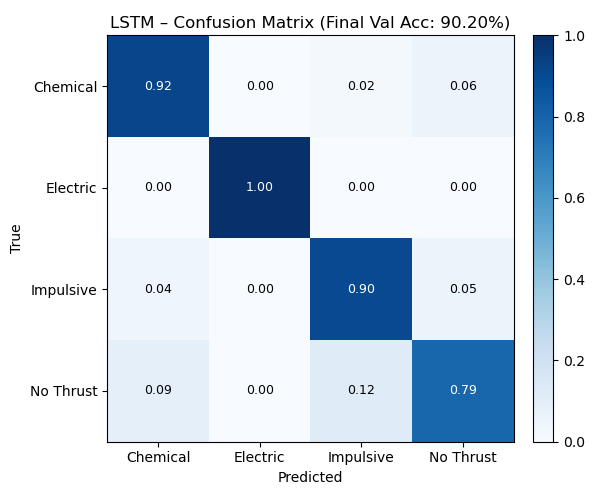 LSTM – Confusion Matrix (Final Val Acc: 90.20%)
True
Chemical 0.92 0.00 0.02 0.06
Electric 0.00 1.00 0.00 0.00
Impulsive 0.04 0.00 0.90 0.05
No Thrust 0.09 0.00 0.12 0.79
Chemical Electric Impulsive No Thrust
Predicted
1.0
0.8
0.6
0.4
0.2
0.0